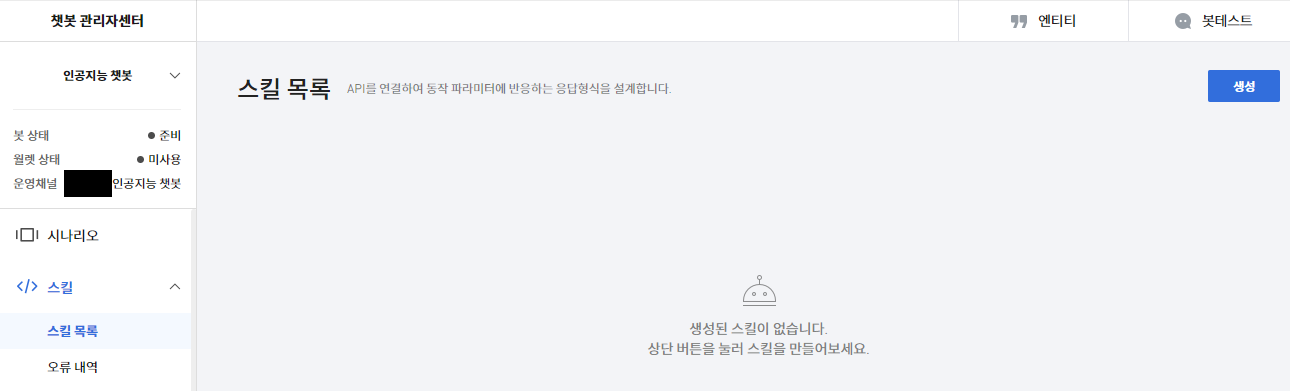 챗봇 관리자센터
엔티티
봇테스트
인공지능 챗봇
스킬 목록 API를 연결하여 동작 파라미터에 반응하는 응답형식을 설계합니다.
생성
봇 상태 준비
월렛 상태 미사용
운영채널 인공지능 챗봇
시나리오
스킬
스킬 목록
오류 내역
생성된 스킬이 없습니다.
상단 버튼을 눌러 스킬을 만들어보세요.